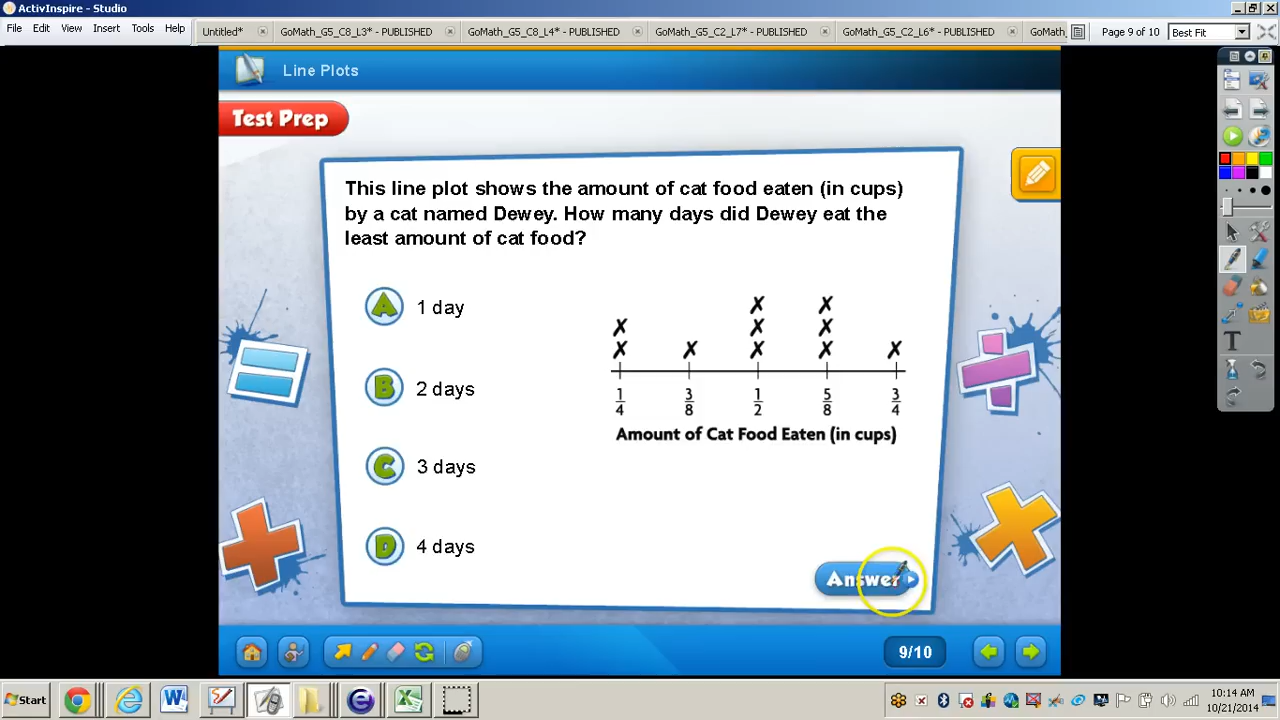 ActivInspire - Studio
File Edit View Insert Tools Help
Untitled* GoMath_G5_C8_L3* - PUBLISHED GoMath_G5_C2_L7* - PUBLISHED GoMath_G5_C2_L6* - PUBLISHED Page 9 of 10 Best Fit
Line Plots
Test Prep
This line plot shows the amount of cat food eaten (in cups)
by a cat named Dewey. How many days did Dewey eat the
least amount of cat food?
A 1 day
B 2 days
C 3 days
D 4 days
1/4 3/8 1/2 5/8 3/4
Amount of Cat Food Eaten (in cups)
Answer
9/10
Start
10:14 AM
10/21/2014